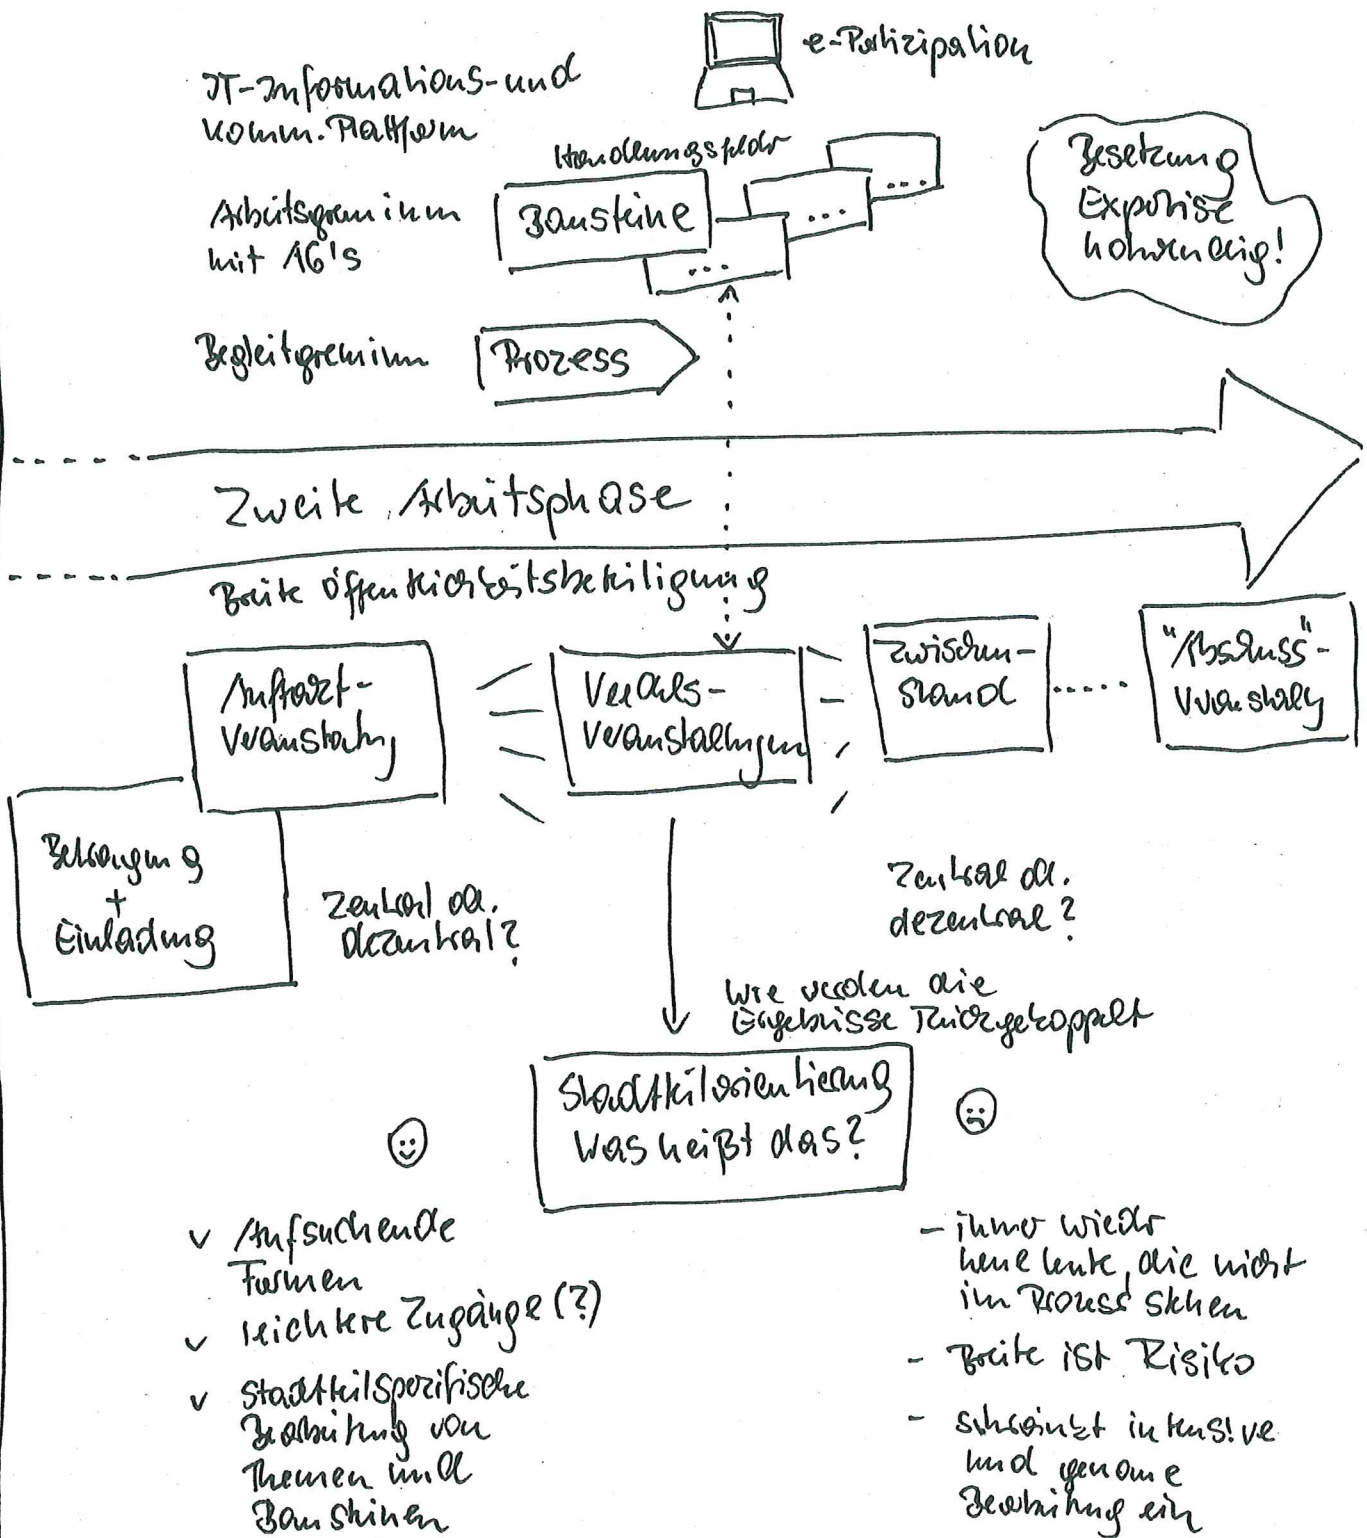 e-Partizipation
IT-Informations-und
Komm. Plattform
Handlungsfelder
Arbeitsgremium
mit AG's
Bausteine
...
...
...
Besetzung
Expertise
notwendig!
Begleitgremium
Prozess
Zweite Arbeitsphase
Breite Öffentlichkeitsbeteiligung
Auftakt-
veranstaltung
Veranstaltungen
Zwischen-
stand
"Abschluss"-
Veranstaltg
+
Einladung
Zentral od.
dezentral?
Zentral od.
dezentral?
Wie werden die
Ergebnisse Rückgekoppelt
Stadtteilorientierung
Was heißt das?
v Aufsuchende
Formen
v leichtere Zugänge (?)
v Stadtteilspezifische
Bearbeitung von
Themen und
Bausteinen
- immer wieder
neue Leute, die nicht
im Prozess stehen
- Breite ist Risiko
- schränkt intensive
und genaue
Bearbeitung ein